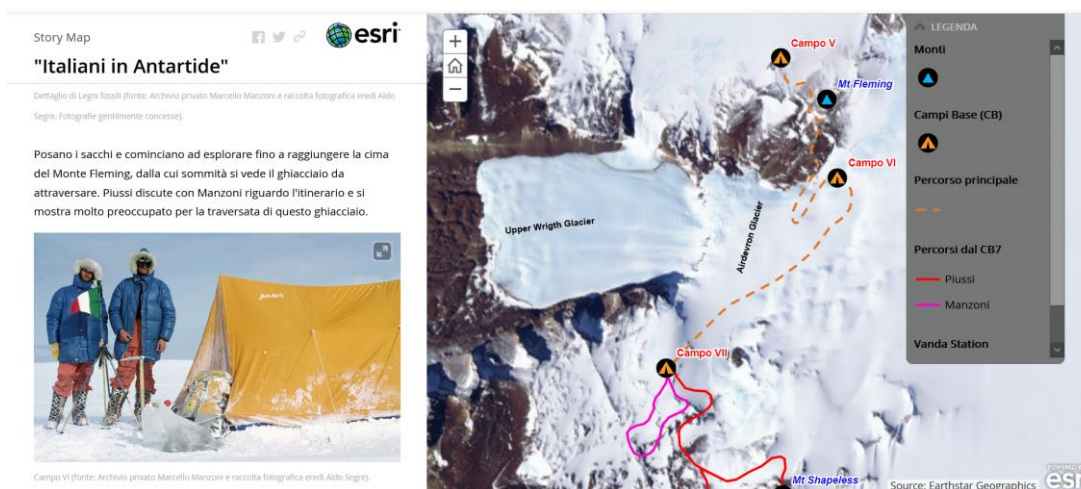 Story Map
esri
"Italiani in Antartide"
Dettaglio di Legni fossili (fonte: Archivio privato Marcello Manzoni e raccolta fotografica eredi Aldo
Segre. Fotografie gentilmente concesse).
Posano i sacchi e cominciano ad esplorare fino a raggiungere la cima
del Monte Fleming, dalla cui sommità si vede il ghiacciaio da
attraversare. Piussi discute con Manzoni riguardo l'itinerario e si
mostra molto preoccupato per la traversata di questo ghiacciaio.
Campo VI (fonte: Archivio privato Marcello Manzoni e raccolta fotografica eredi Aldo Segre).
+
−
Campo V
Mt Fleming
Campo VI
Upper Wrigth Glacier
Airdevron Glacier
Campo VII
Mt Shapeless
LEGENDA
Monti
Campi Base (CB)
Percorso principale
Percorsi dal CB7
Piussi
Manzoni
Vanda Station
Source: Earthstar Geographics
POWERED BY
esri